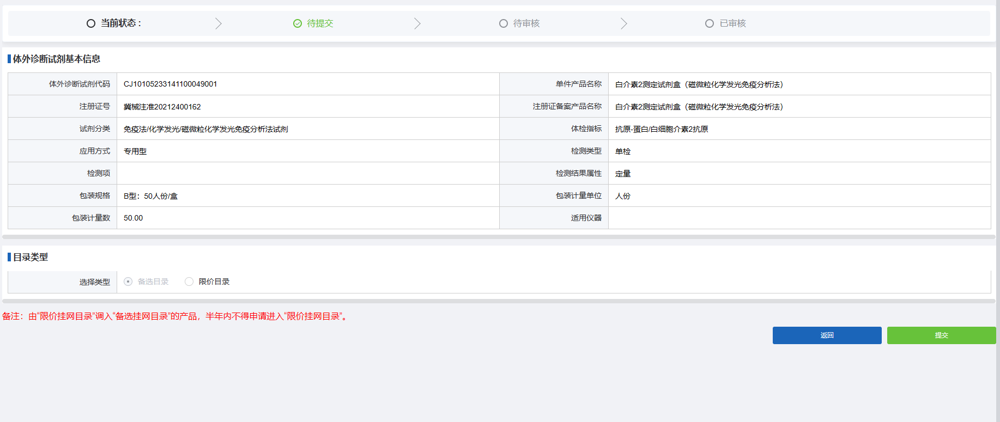 当前状态：
待提交
待审核
已审核
体外诊断试剂基本信息
体外诊断试剂代码 CJ10105233141100049001 单件产品名称 白介素2测定试剂盒（磁微粒化学发光免疫分析法）
注册证号 冀械注准20212400162 注册证备案产品名称 白介素2测定试剂盒（磁微粒化学发光免疫分析法）
试剂分类 免疫法/化学发光/磁微粒化学发光免疫分析法试剂 体检指标 抗原-蛋白/白细胞介素2抗原
应用方式 专用型 检测类型 单检
检测项 检测结果属性 定量
包装规格 B型：50人份/盒 包装计量单位 人份
包装计量数 50.00 适用仪器
目录类型
选择类型 备选目录 限价目录
备注：由“限价挂网目录”调入“备选挂网目录”的产品，半年内不得申请进入“限价挂网目录”。
返回 提交